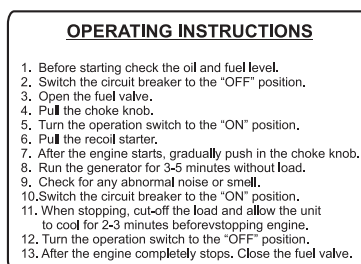 OPERATING INSTRUCTIONS
1. Before starting check the oil and fuel level.
2. Switch the circuit breaker to the “OFF” position.
3. Open the fuel valve.
4. Pull the choke knob.
5. Turn the operation switch to the “ON” position.
6. Pull the recoil starter.
7. After the engine starts, gradually push in the choke knob.
8. Run the generator for 3-5 minutes without load.
9. Check for any abnormal noise or smell.
10.Switch the circuit breaker to the “ON” position.
11. When stopping, cut-off the load and allow the unit
to cool for 2-3 minutes beforevstopping engine.
12. Turn the operation switch to the “OFF” position.
13. After the engine completely stops. Close the fuel valve.